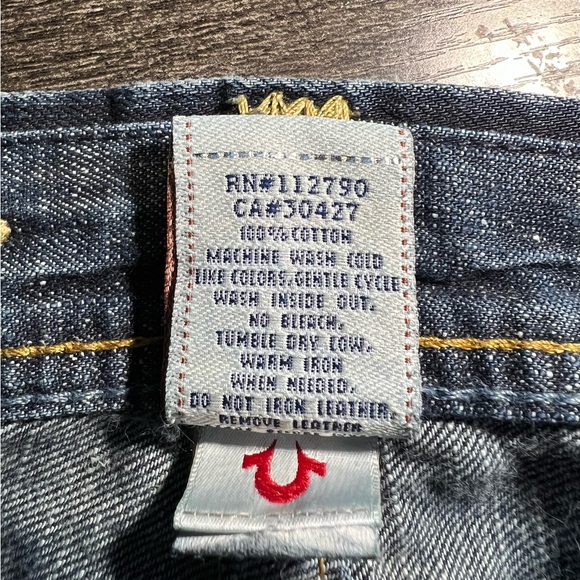 RN#112790
CA#30427
100% COTTON
MACHINE WASH COLD
LIKE COLORS. GENTLE CYCLE
WASH INSIDE OUT.
NO BLEACH.
TUMBLE DRY LOW.
WARM IRON
WHEN NEEDED.
DO NOT IRON LEATHER.
REMOVE LEATHER